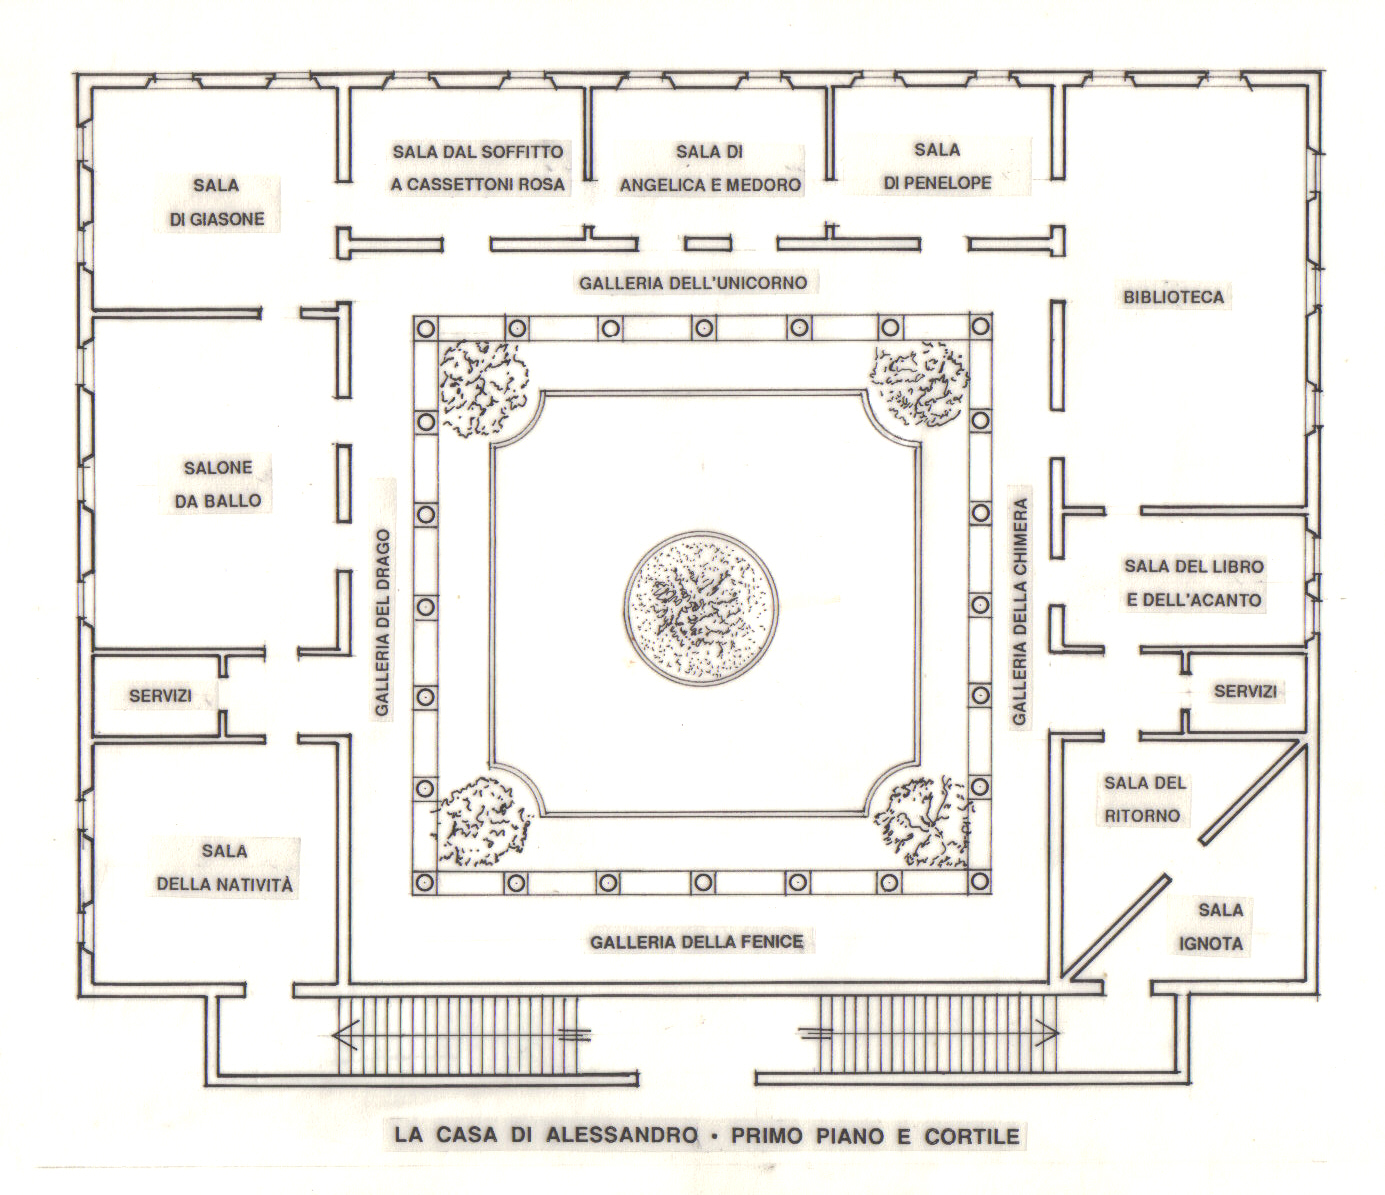 SALA
DI GIASONE
SALA DAL SOFFITTO
A CASSETTONI ROSA
SALA DI
ANGELICA E MEDORO
SALA
DI PENELOPE
BIBLIOTECA
GALLERIA DELL'UNICORNO
SALONE
DA BALLO
GALLERIA DEL DRAGO
GALLERIA DELLA CHIMERA
SALA DEL LIBRO
E DELL'ACANTO
SERVIZI
SERVIZI
SALA DEL
RITORNO
SALA
DELLA NATIVITÀ
SALA
IGNOTA
GALLERIA DELLA FENICE
LA CASA DI ALESSANDRO • PRIMO PIANO E CORTILE